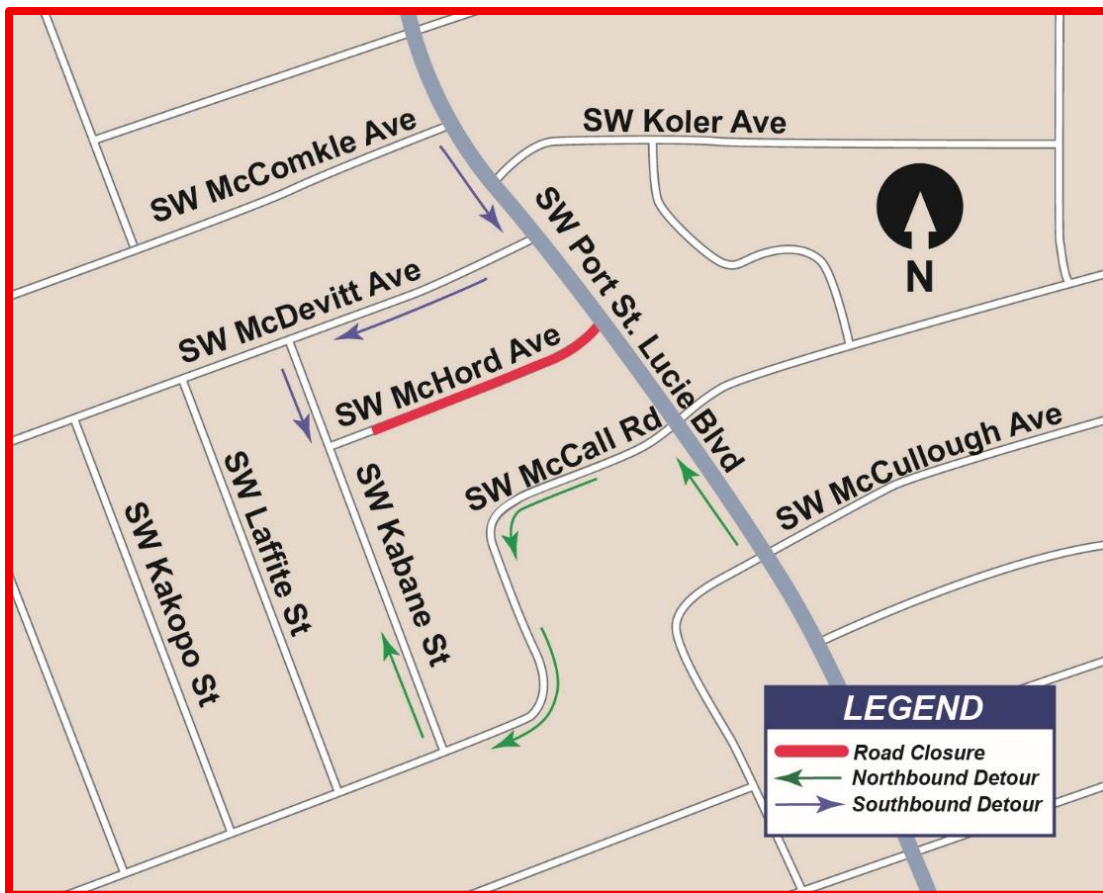 SW Koler Ave
SW McComkle Ave
SW Port St. Lucie Blvd
N
SW McDevitt Ave
SW McHord Ave
SW McCall Rd
SW McCullough Ave
SW Laffite St
SW Kabane St
SW Kakopo St
LEGEND
Road Closure
Northbound Detour
Southbound Detour